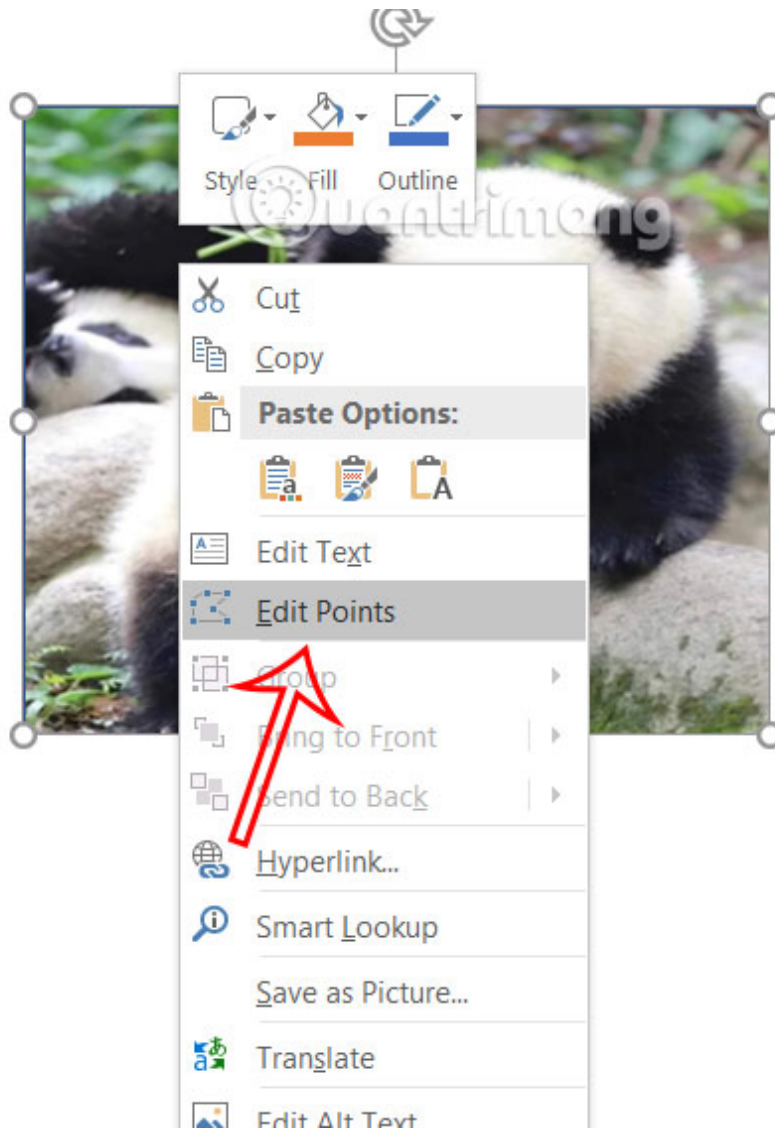 Style Fill Outline
Quantrimang
Cut
Copy
Paste Options:
Edit Text
Edit Points
Group
Bring to Front
Send to Back
Hyperlink...
Smart Lookup
Save as Picture...
Translate
Edit Alt Text